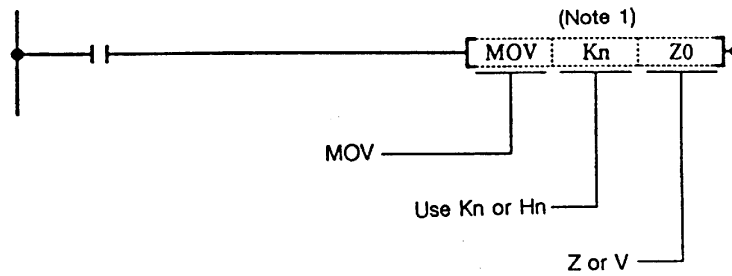 (Note 1)
MOV Kn Z0
MOV
Use Kn or Hn
Z or V